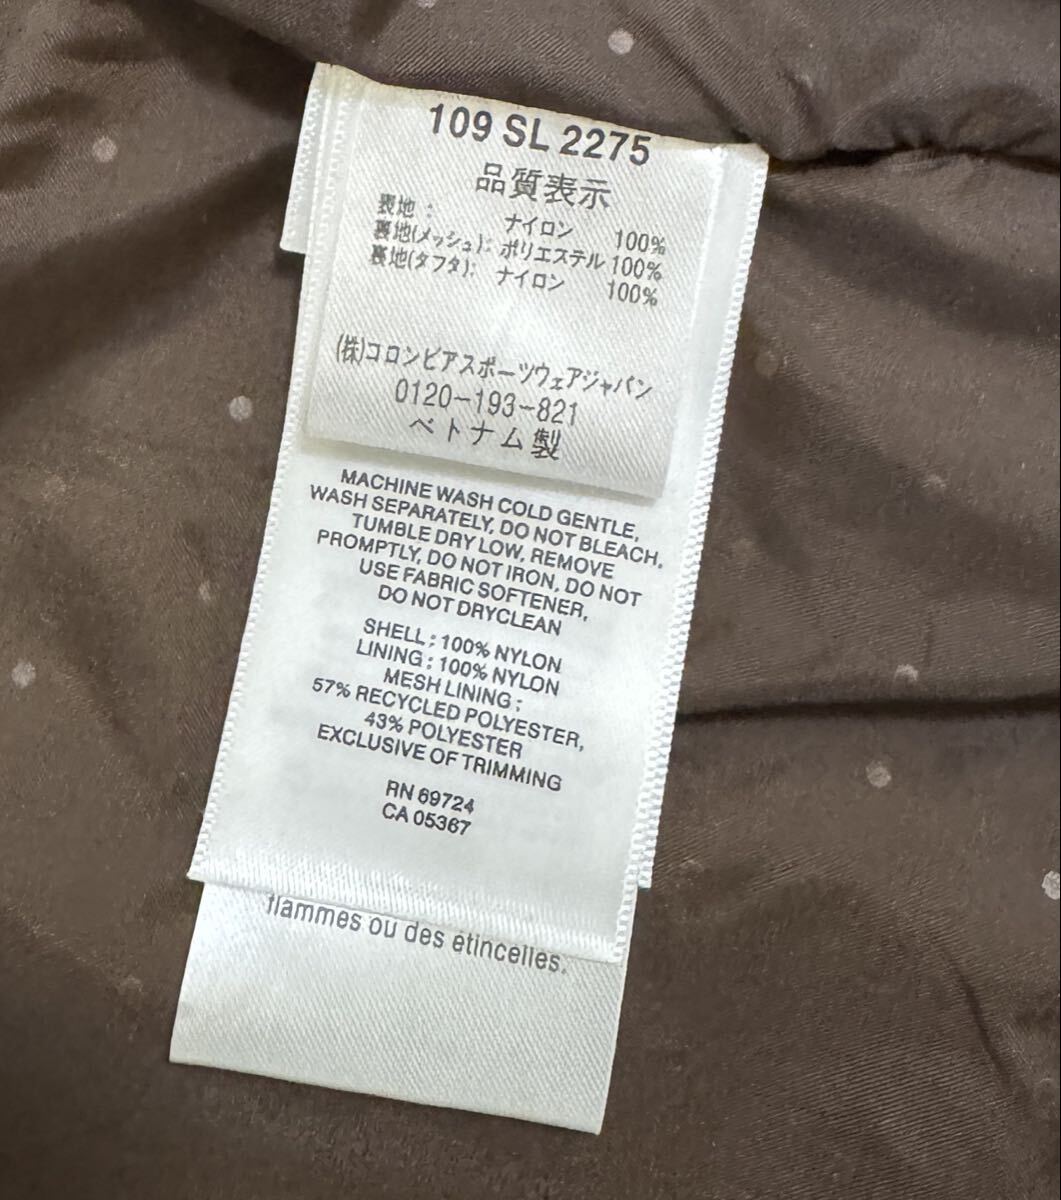 109 SL 2275
品質表示
表地: ナイロン 100%
裏地(メッシュ): ポリエステル 100%
裏地(タフタ): ナイロン 100%
(株)コロンビアスポーツウェアジャパン
0120-193-821
ベトナム製
MACHINE WASH COLD GENTLE,
WASH SEPARATELY, DO NOT BLEACH,
TUMBLE DRY LOW, REMOVE
PROMPTLY, DO NOT IRON, DO NOT
USE FABRIC SOFTENER,
DO NOT DRYCLEAN
SHELL : 100% NYLON
LINING : 100% NYLON
MESH LINING :
57% RECYCLED POLYESTER,
43% POLYESTER
EXCLUSIVE OF TRIMMING
RN 69724
CA 05367
flammes ou des étincelles.